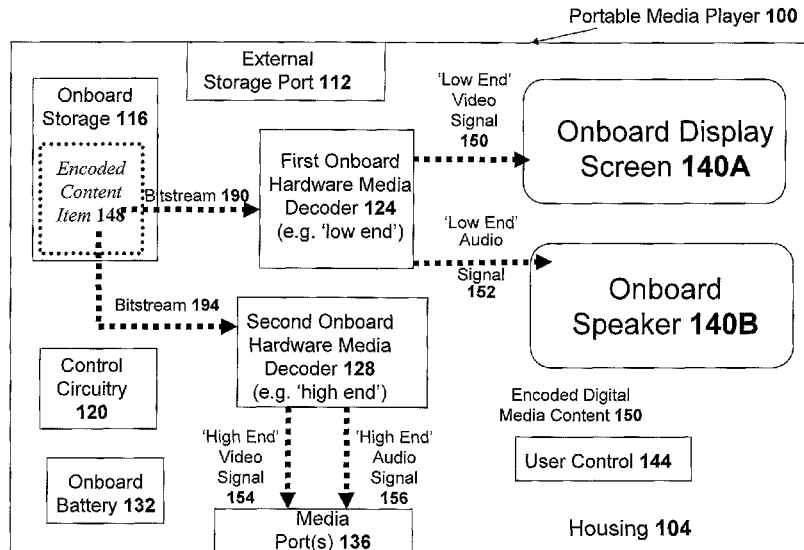 Portable Media Player 100
External
Storage Port 112
Onboard
Storage 116
Encoded
Content
Item 148
Bitstream 190
First Onboard
Hardware Media
Decoder 124
(e.g. 'low end')
'Low End'
Video
Signal
150
Onboard Display
Screen 140A
'Low End'
Audio
Signal
152
Onboard
Speaker 140B
Bitstream 194
Second Onboard
Hardware Media
Decoder 128
(e.g. 'high end')
Control
Circuitry
120
Encoded Digital
Media Content 150
'High End'
Video
Signal
154
'High End'
Audio
Signal
156
User Control 144
Onboard
Battery 132
Media
Port(s) 136
Housing 104